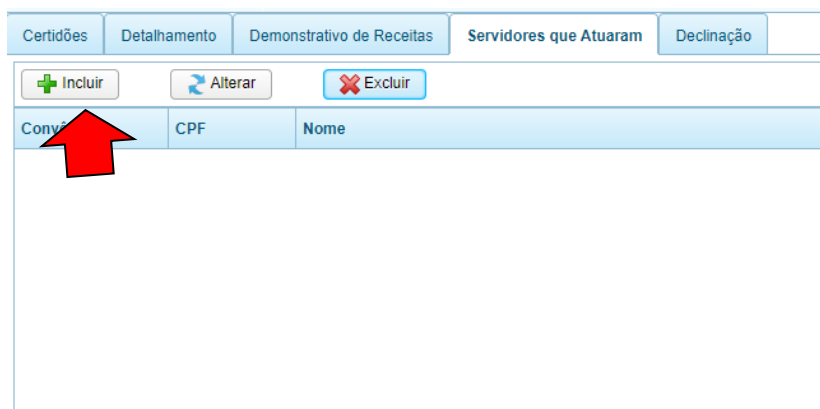 Certidões Detalhamento Demonstrativo de Receitas Servidores que Atuaram Declinação
Incluir Alterar Excluir
CPF Nome